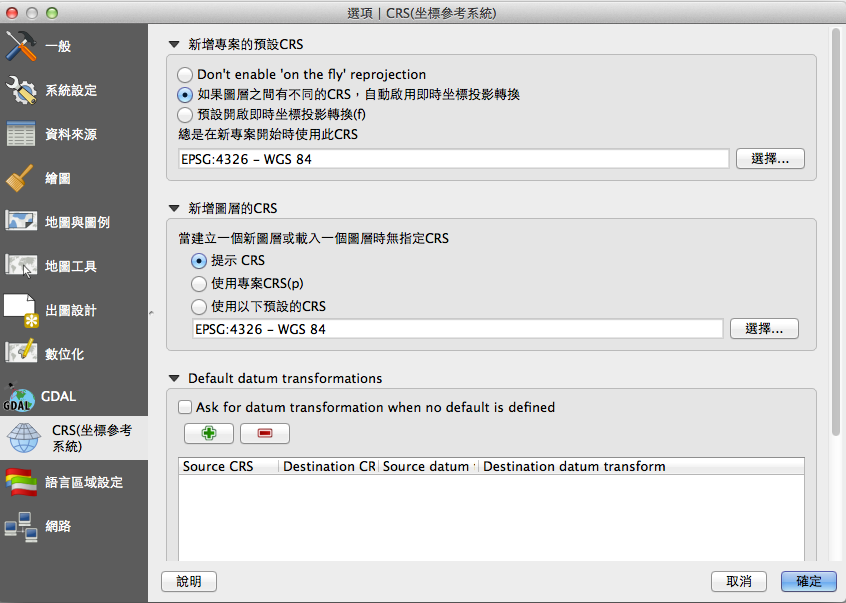 選項 | CRS(坐標參考系統)
一般
系統設定
資料來源
繪圖
地圖與圖例
地圖工具
出圖設計
數位化
GDAL
GDAL
CRS(坐標參考
系統)
語言區域設定
網路
新增專案的預設CRS
Don't enable 'on the fly' reprojection
如果圖層之間有不同的CRS，自動啟用即時坐標投影轉換
預設開啟即時坐標投影轉換(f)
總是在新專案開始時使用此CRS
EPSG:4326 – WGS 84
選擇...
新增圖層的CRS
當建立一個新圖層或載入一個圖層時無指定CRS
提示 CRS
使用專案CRS(p)
使用以下預設的CRS
EPSG:4326 – WGS 84
選擇...
Default datum transformations
Ask for datum transformation when no default is defined
Source CRS Destination CR Source datum Destination datum transform
說明
取消
確定